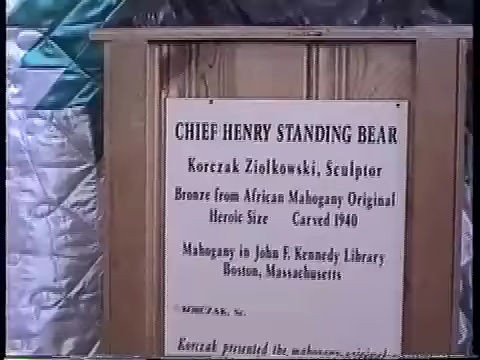 CHIEF HENRY STANDING BEAR
Korczak Ziolkowski, Sculptor
Bronze from African Mahogany Original
Heroic Size Carved 1940
Mahogany in John F. Kennedy Library
Boston, Massachusetts
© KORCZAK, Sc.
Korczak presented the mahogany original